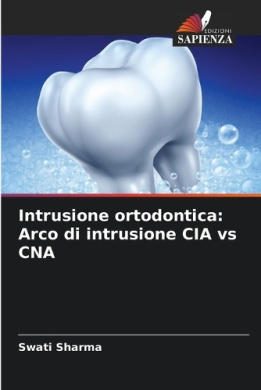 EDIZIONI
SAPIENZA
Intrusione ortodontica:
Arco di intrusione CIA vs
CNA
Swati Sharma